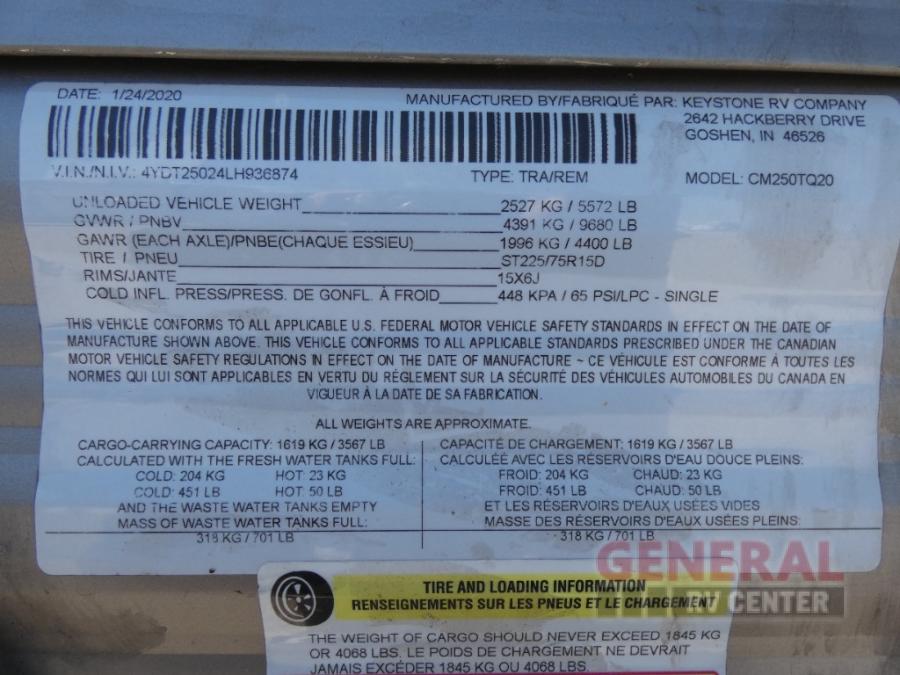 DATE: 1/24/2020
MANUFACTURED BY/FABRIQUÉ PAR: KEYSTONE RV COMPANY
2642 HACKBERRY DRIVE
GOSHEN, IN 46526
V.I.N./N.I.V.: 4YDT25024LH936874 TYPE: TRA/REM MODEL: CM250TQ20
UNLOADED VEHICLE WEIGHT 2527 KG / 5572 LB
GVWR / PNBV 4391 KG / 9680 LB
GAWR (EACH AXLE)/PNBE(CHAQUE ESSIEU) 1996 KG / 4400 LB
TIRE / PNEU ST225/75R15D
RIMS/JANTE 15X6J
COLD INFL. PRESS/PRESS. DE GONFL. À FROID 448 KPA / 65 PSI/LPC - SINGLE
THIS VEHICLE CONFORMS TO ALL APPLICABLE U.S. FEDERAL MOTOR VEHICLE SAFETY STANDARDS IN EFFECT ON THE DATE OF
MANUFACTURE SHOWN ABOVE. THIS VEHICLE CONFORMS TO ALL APPLICABLE STANDARDS PRESCRIBED UNDER THE CANADIAN
MOTOR VEHICLE SAFETY REGULATIONS IN EFFECT ON THE DATE OF MANUFACTURE ~ CE VÉHICULE EST CONFORME À TOUTES LES
NORMES QUI LUI SONT APPLICABLES EN VERTU DU RÉGLEMENT SUR LA SÉCURITÉ DES VÉHICULES AUTOMOBILES DU CANADA EN
VIGUEUR À LA DATE DE SA FABRICATION.
ALL WEIGHTS ARE APPROXIMATE.
CARGO-CARRYING CAPACITY: 1619 KG / 3567 LB
CALCULATED WITH THE FRESH WATER TANKS FULL:
COLD: 204 KG HOT: 23 KG
COLD: 451 LB HOT: 50 LB
AND THE WASTE WATER TANKS EMPTY
MASS OF WASTE WATER TANKS FULL:
318 KG / 701 LB
CAPACITÉ DE CHARGEMENT: 1619 KG / 3567 LB
CALCULÉE AVEC LES RÉSERVOIRS D'EAU DOUCE PLEINS:
FROID: 204 KG CHAUD: 23 KG
FROID: 451 LB CHAUD: 50 LB
ET LES RÉSERVOIRS D'EAUX USÉES VIDES
MASSE DES RÉSERVOIRS D'EAUX USÉES PLEINS:
318 KG / 701 LB
GENERAL
RV CENTER
TIRE AND LOADING INFORMATION
RENSEIGNEMENTS SUR LES PNEUS ET LE CHARGEMENT
THE WEIGHT OF CARGO SHOULD NEVER EXCEED 1845 KG
OR 4068 LBS. LE POIDS DE CHARGEMENT NE DEVRAIT
JAMAIS EXCÉDER 1845 KG OU 4068 LBS.